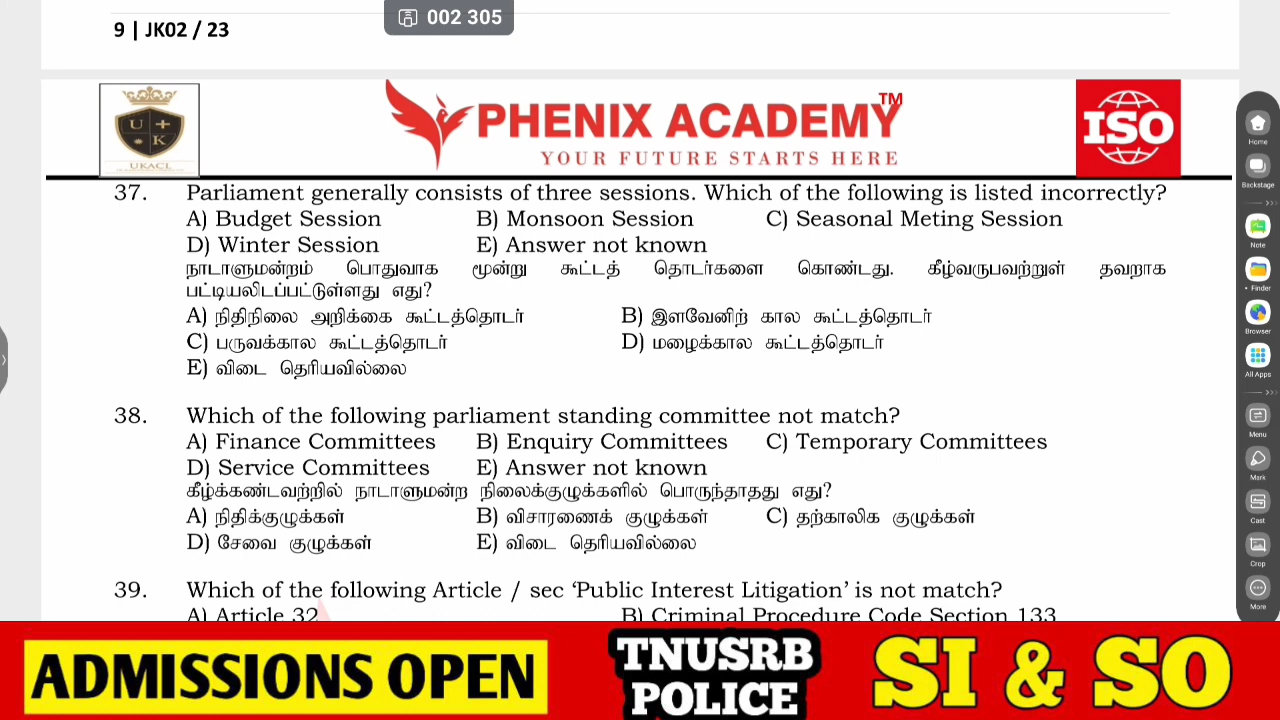 002 305
9 | JK02 / 23
U + K
UKACL
PHENIX ACADEMY™
YOUR FUTURE STARTS HERE
ISO
37. Parliament generally consists of three sessions. Which of the following is listed incorrectly?
A) Budget Session B) Monsoon Session C) Seasonal Meting Session
D) Winter Session E) Answer not known
நாடாளுமன்றம் பொதுவாக மூன்று கூட்டத் தொடர்களை கொண்டது. கீழ்வருபவற்றுள் தவறாக
பட்டியலிடப்பட்டுள்ளது எது?
A) நிதிநிலை அறிக்கை கூட்டத்தொடர் B) இளவேனிற் கால கூட்டத்தொடர்
C) பருவக்கால கூட்டத்தொடர் D) மழைக்கால கூட்டத்தொடர்
E) விடை தெரியவில்லை
38. Which of the following parliament standing committee not match?
A) Finance Committees B) Enquiry Committees C) Temporary Committees
D) Service Committees E) Answer not known
கீழ்க்கண்டவற்றில் நாடாளுமன்ற நிலைக்குழுக்களில் பொருந்தாதது எது?
A) நிதிக்குழுக்கள் B) விசாரணைக் குழுக்கள் C) தற்காலிக குழுக்கள்
D) சேவை குழுக்கள் E) விடை தெரியவில்லை
39. Which of the following Article / sec ‘Public Interest Litigation’ is not match?
A) Article 32 B) Criminal Procedure Code Section 133
Home
Backstage
Note
Finder
Browser
All Apps
Menu
Mark
Cast
Crop
More
ADMISSIONS OPEN
TNUSRB
POLICE
SI & SO